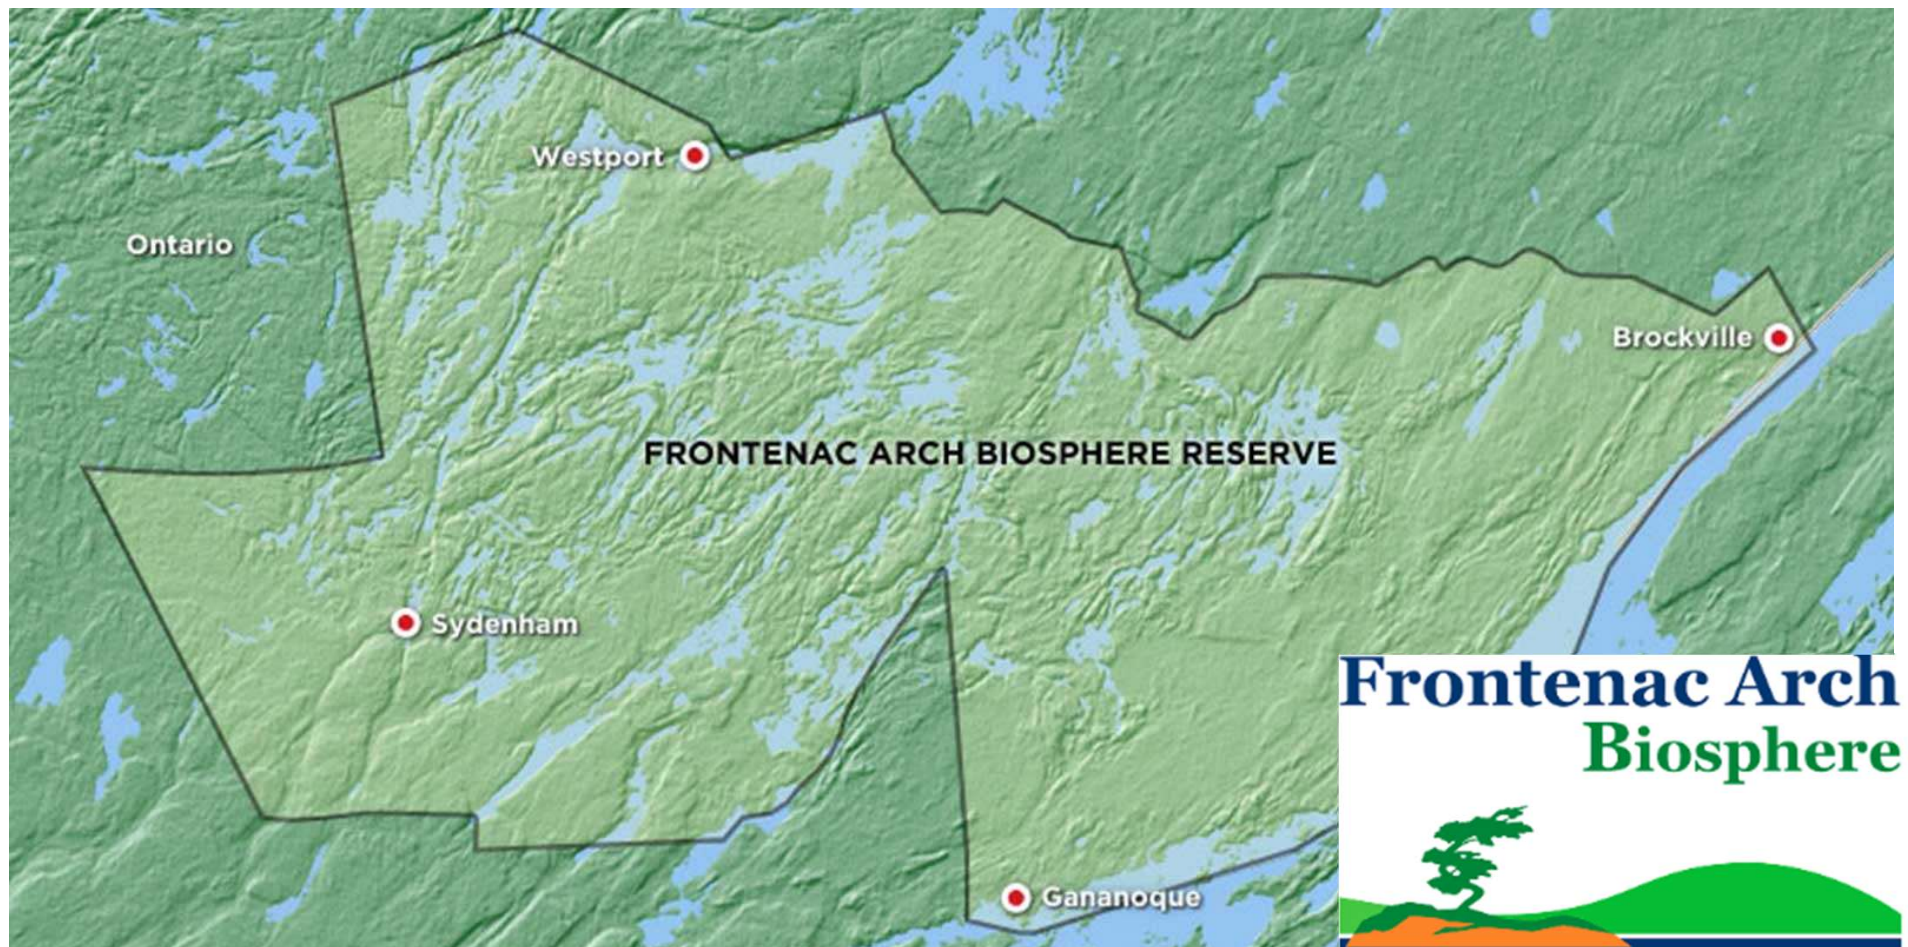 Westport
Ontario
Brockville
FRONTENAC ARCH BIOSPHERE RESERVE
Sydenham
Gananoque
Frontenac Arch
Biosphere